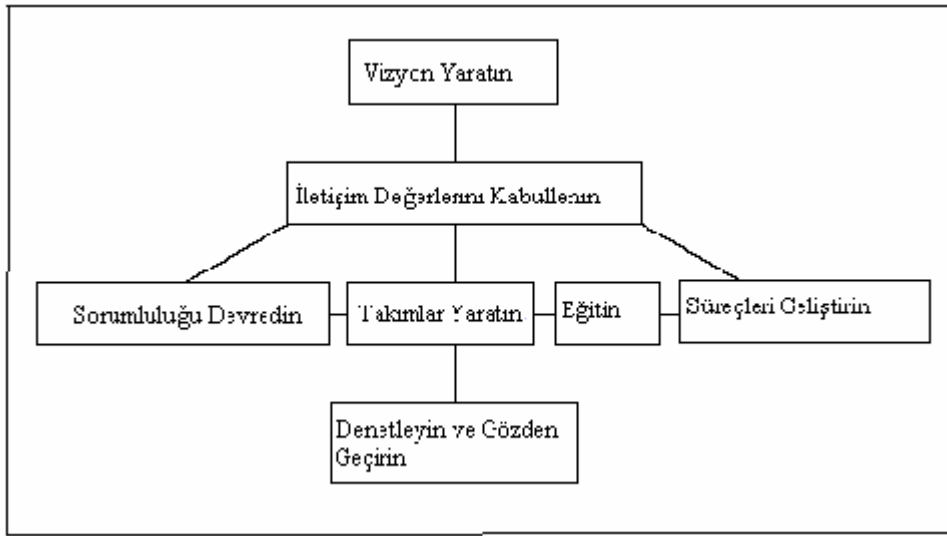 Vizyon Yaratın
İletişim Değerlerini Kabullenin
Sorumluluğu Devredin
Takımlar Yaratın
Eğitin
Süreçleri Geliştirin
Denetleyin ve Gözden
Geçirin